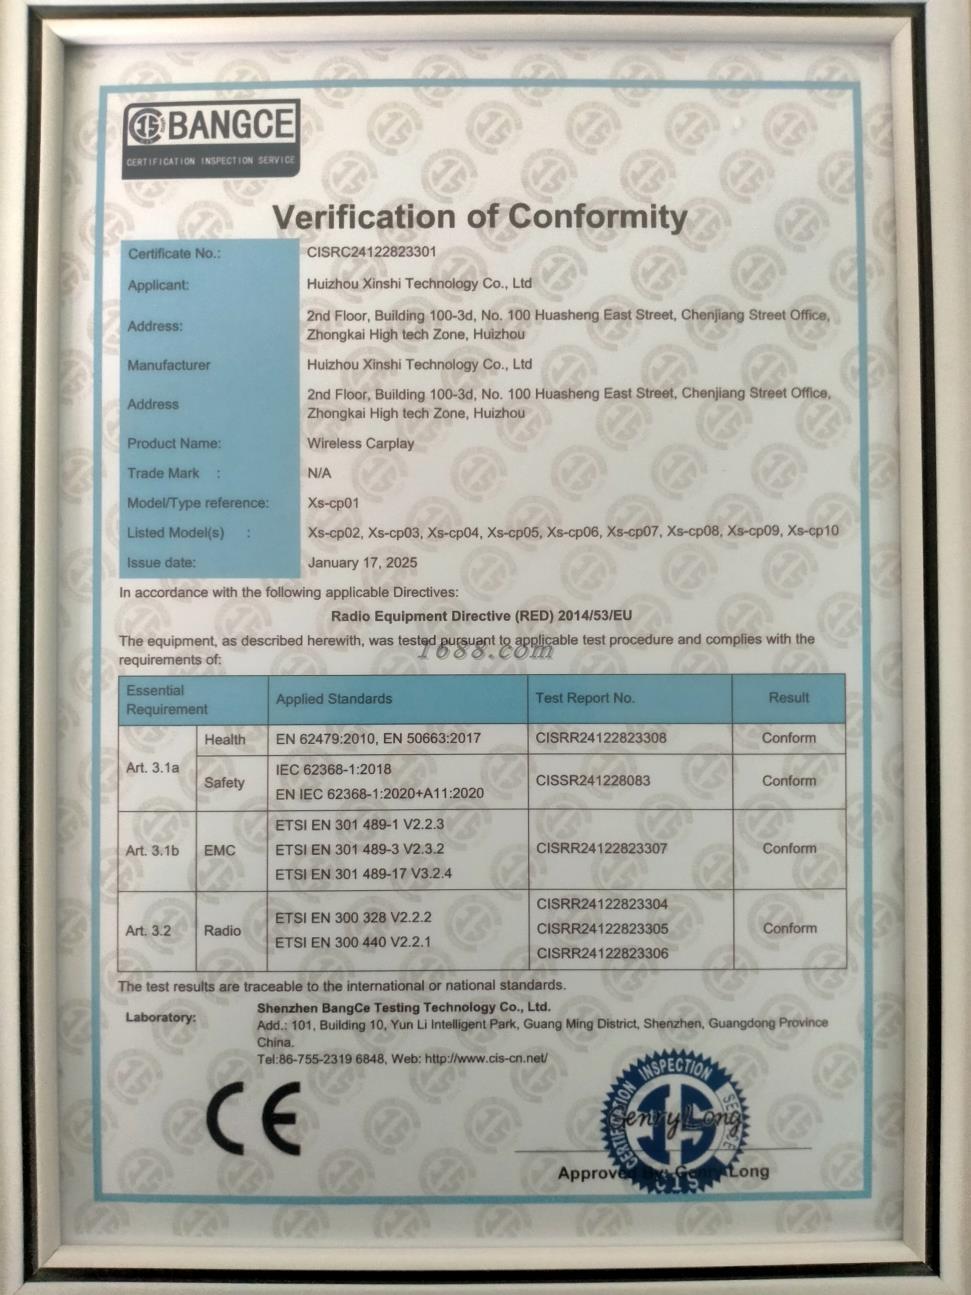 BANGCE
CERTIFICATION INSPECTION SERVICE
Verification of Conformity
Certificate No.: CISRC24122823301
Applicant: Huizhou Xinshi Technology Co., Ltd
Address: 2nd Floor, Building 100-3d, No. 100 Huasheng East Street, Chenjiang Street Office,
Zhongkai High tech Zone, Huizhou
Manufacturer Huizhou Xinshi Technology Co., Ltd
Address 2nd Floor, Building 100-3d, No. 100 Huasheng East Street, Chenjiang Street Office,
Zhongkai High tech Zone, Huizhou
Product Name: Wireless Carplay
Trade Mark : N/A
Model/Type reference: Xs-cp01
Listed Model(s) : Xs-cp02, Xs-cp03, Xs-cp04, Xs-cp05, Xs-cp06, Xs-cp07, Xs-cp08, Xs-cp09, Xs-cp10
Issue date: January 17, 2025
In accordance with the following applicable Directives:
Radio Equipment Directive (RED) 2014/53/EU
The equipment, as described herewith, was tested pursuant to applicable test procedure and complies with the
requirements of:
1688.com
Essential
Requirement
Applied Standards
Test Report No.
Result
Art. 3.1a
Health
EN 62479:2010, EN 50663:2017
CISRR24122823308
Conform
Safety
IEC 62368-1:2018
EN IEC 62368-1:2020+A11:2020
CISSR241228083
Conform
Art. 3.1b
EMC
ETSI EN 301 489-1 V2.2.3
ETSI EN 301 489-3 V2.3.2
ETSI EN 301 489-17 V3.2.4
CISRR24122823307
Conform
Art. 3.2
Radio
ETSI EN 300 328 V2.2.2
ETSI EN 300 440 V2.2.1
CISRR24122823304
CISRR24122823305
CISRR24122823306
Conform
The test results are traceable to the international or national standards.
Laboratory: Shenzhen BangCe Testing Technology Co., Ltd.
Add.: 101, Building 10, Yun Li Intelligent Park, Guang Ming District, Shenzhen, Guangdong Province
China.
Tel:86-755-2319 6848, Web: http://www.cis-cn.net/
CE
CERTIFICATION INSPECTION SERVICE
CIS
Genry Long
Approved By: Genry Long